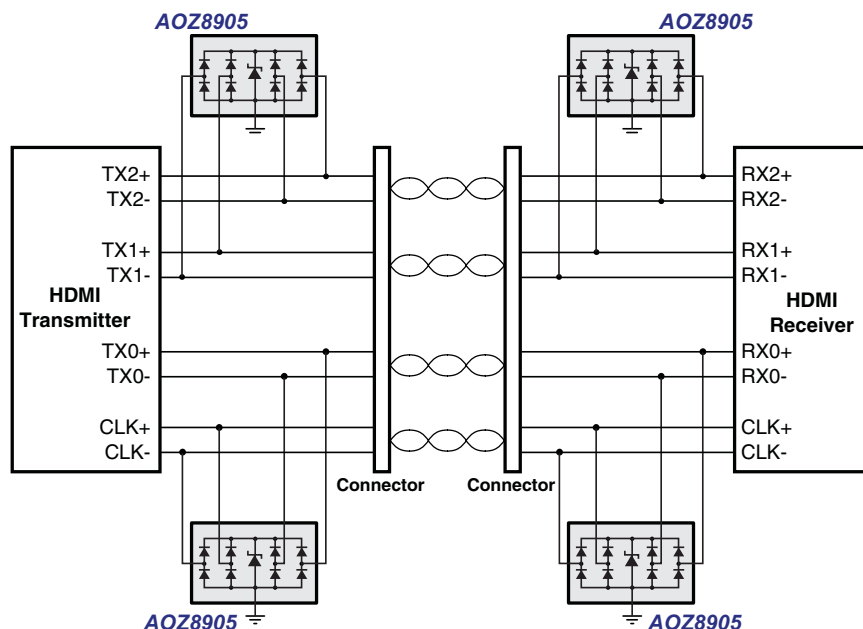 AOZ8905
AOZ8905
TX2+
TX2-
TX1+
TX1-
HDMI
Transmitter
TX0+
TX0-
CLK+
CLK-
RX2+
RX2-
RX1+
RX1-
HDMI
Receiver
RX0+
RX0-
CLK+
CLK-
Connector
Connector
AOZ8905
AOZ8905